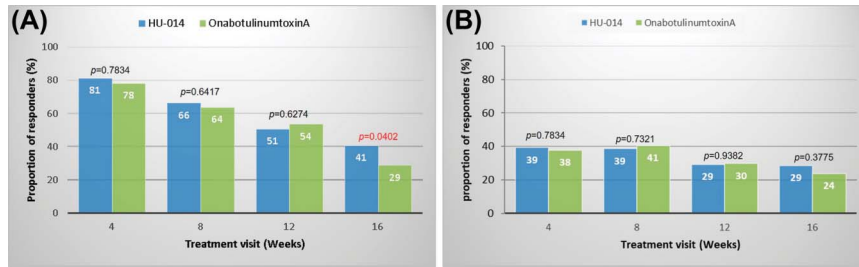 (A)
HU-014 OnabotulinumtoxinA
Proportion of responders (%)
100
80
60
40
20
0
p=0.7834
p=0.6417
p=0.6274
p=0.0402
81 78
66 64
51 54
41 29
4 8 12 16
Treatment visit (Weeks)
(B)
HU-014 OnabotulinumtoxinA
proportion of responders (%)
100
80
60
40
20
0
p=0.7834
p=0.7321
p=0.9382
p=0.3775
39 38
39 41
29 30
29 24
4 8 12 16
Treatment visit (Weeks)